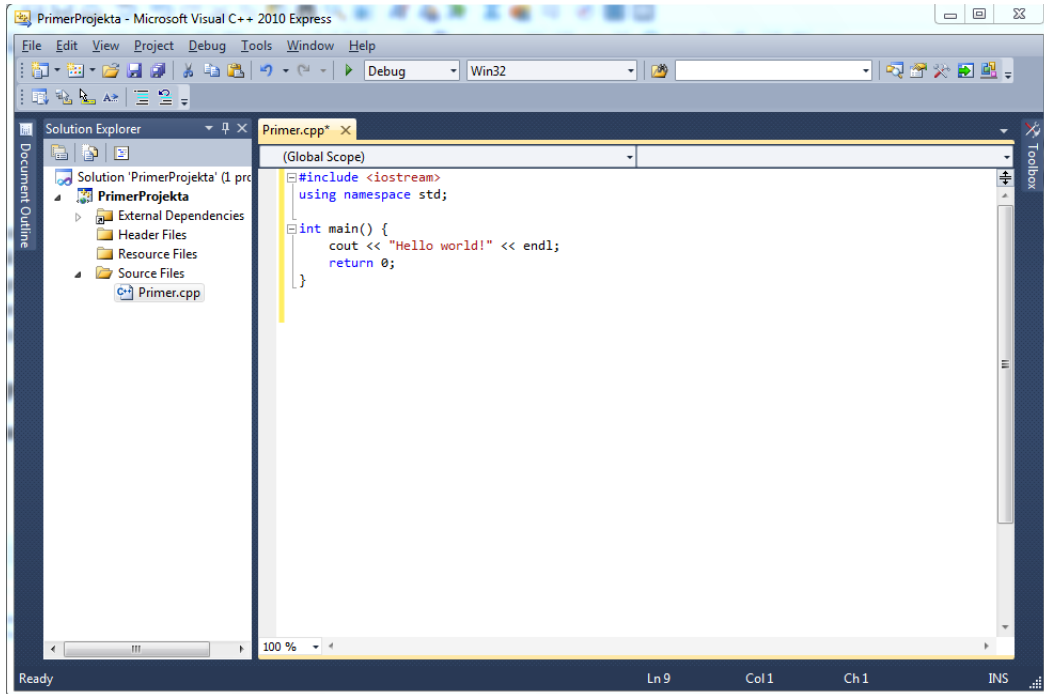 PrimerProjekta - Microsoft Visual C++ 2010 Express
File Edit View Project Debug Tools Window Help
Debug Win32
Solution Explorer
Primer.cpp*
Document Outline
Toolbox
(Global Scope)
Solution 'PrimerProjekta' (1 pro
PrimerProjekta
External Dependencies
Header Files
Resource Files
Source Files
Primer.cpp
#include <iostream>
using namespace std;
int main() {
cout << "Hello world!" << endl;
return 0;
}
100 %
Ready Ln 9 Col 1 Ch 1 INS